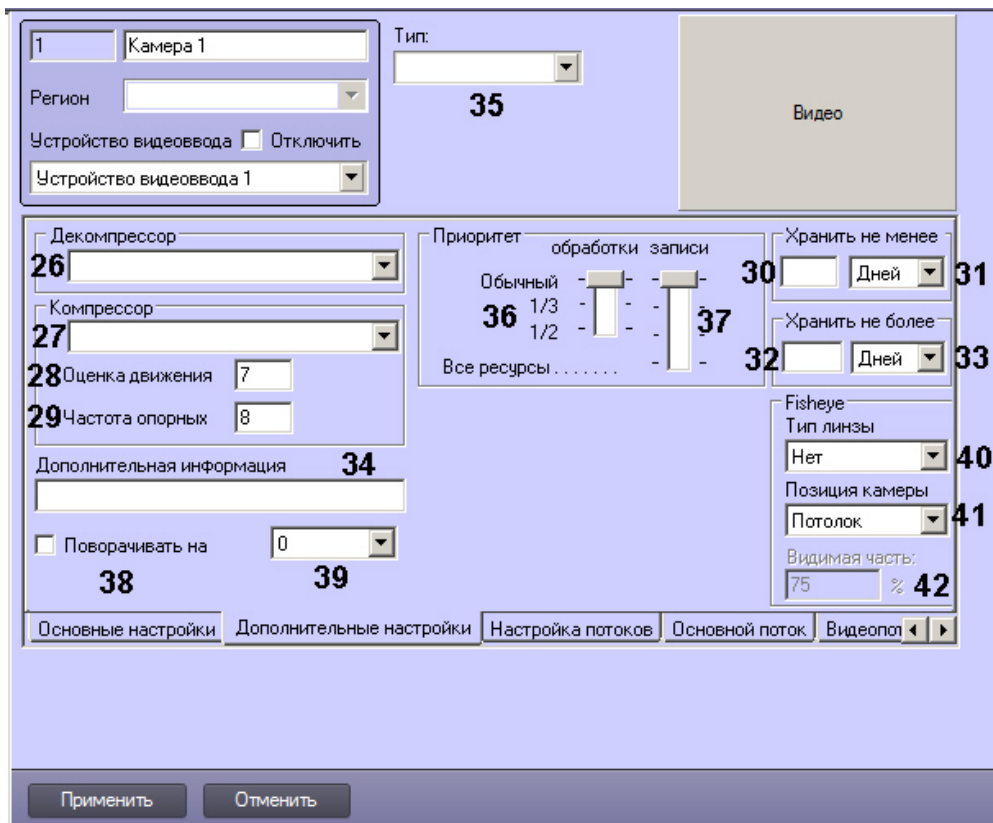 1 Камера 1
Тип:
Регион
35
Видео
Устройство видеоввода Отключить
Устройство видеоввода 1
Декомпрессор
26
Компрессор
27
28 Оценка движения 7
29 Частота опорных 8
Дополнительная информация 34
Поворачивать на 0
38 39
Приоритет
обработки записи
Обычный
36 1/3
37
1/2
Все ресурсы . . . . . . .
Хранить не менее
30 Дней 31
Хранить не более
32 Дней 33
Fisheye
Тип линзы
Нет 40
Позиция камеры
Потолок 41
Видимая часть:
75 % 42
Основные настройки Дополнительные настройки Настройка потоков Основной поток Видеопот
Применить Отменить